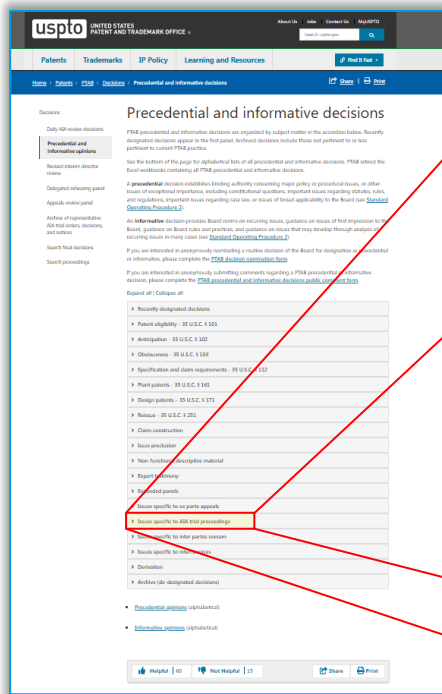 About Us Jobs Contact Us MyUSPTO
uspto UNITED STATES
PATENT AND TRADEMARK OFFICE
Search uspto.gov
Patents Trademarks IP Policy Learning and Resources Find It Fast
Home Patents PTAB Decisions Precedential and informative decisions Share Print
Decisions
Daily AIA review decisions
Precedential and
informative opinions
Revised interim director
review
Delegated rehearing panel
Appeals review panel
Archive of representative
AIA trial orders, decisions,
and notices
Search final decisions
Search proceedings
Precedential and informative decisions
PTAB precedential and informative decisions are organized by subject matter in the accordion below. Recently
designated decisions appear in the first panel. Archived decisions include those not pertinent to or less
pertinent to current PTAB practice.
See the bottom of the page for alphabetical lists of all precedential and informative decisions. PTAB retired the
Excel workbooks containing all PTAB precedential and informative decisions.
A precedential decision establishes binding authority concerning major policy or procedural issues, or other
issues of exceptional importance, including constitutional questions, important issues regarding statutes, rules,
and regulations, important issues regarding case law, or issues of broad applicability to the Board (see Standard
Operating Procedure 2).
An informative decision provides Board norms on recurring issues, guidance on issues of first impression to the
Board, guidance on Board rules and practices, and guidance on issues that may develop through analysis of
recurring issues in many cases (see Standard Operating Procedure 2).
If you are interested in anonymously nominating a routine decision of the Board for designation as precedential
or informative, please complete the PTAB decision nomination form.
If you are interested in anonymously submitting comments regarding a PTAB precedential or informative
decision, please complete the PTAB precedential and informative decisions public comment form.
Expand all | Collapse all
Recently designated decisions
Patent eligibility - 35 U.S.C. § 101
Anticipation - 35 U.S.C. § 102
Obviousness - 35 U.S.C. § 103
Specification and claim requirements - 35 U.S.C. § 112
Plant patents - 35 U.S.C. § 161
Design patents - 35 U.S.C. § 171
Reissue - 35 U.S.C. § 251
Claim construction
Issue preclusion
Non-functional descriptive material
Expert testimony
Expanded panels
Issues specific to ex parte appeals
Issues specific to AIA trial proceedings
Issues specific to inter partes reexam
Issues specific to interferences
Derivation
Archive (de-designated decisions)
• Precedential opinions (alphabetical)
• Informative opinions (alphabetical)
Helpful | 60 Not Helpful | 15 Share Print